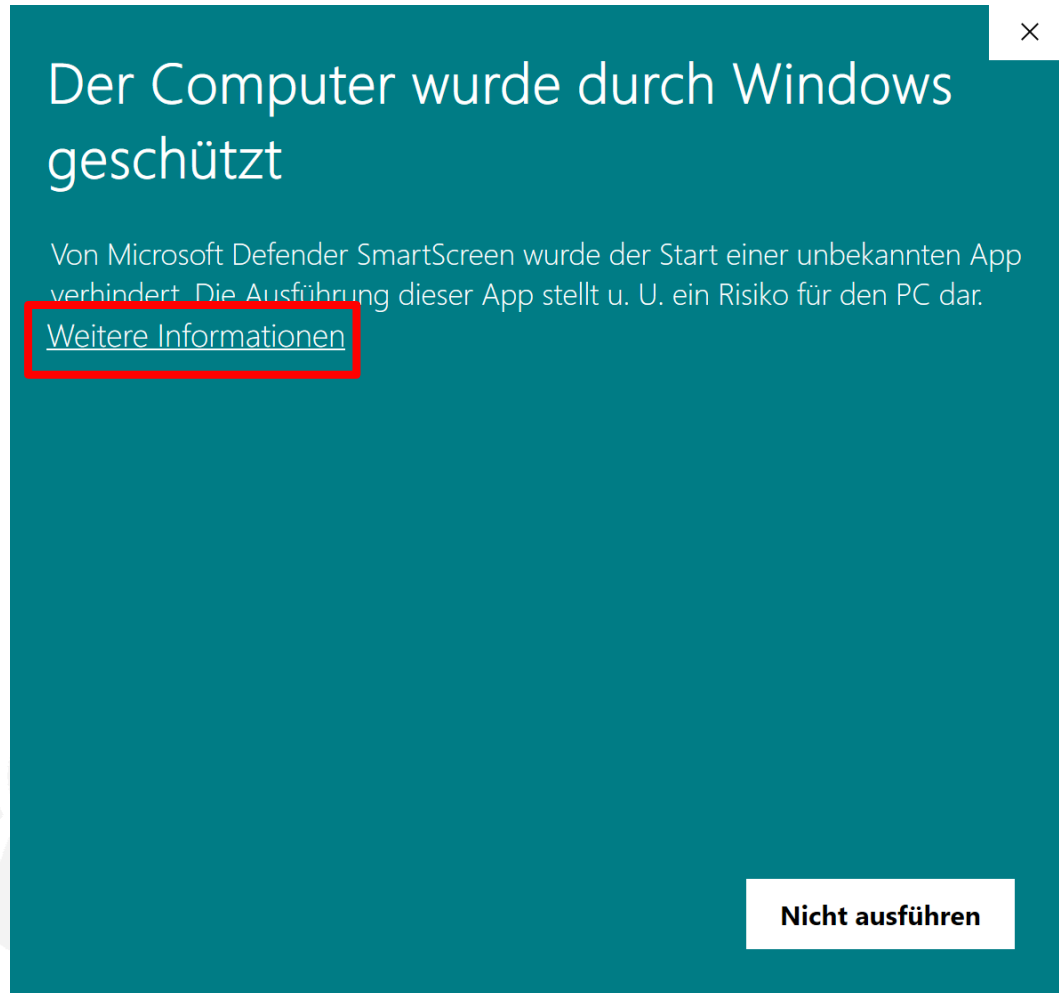 Der Computer wurde durch Windows
geschützt
Von Microsoft Defender SmartScreen wurde der Start einer unbekannten App
verhindert. Die Ausführung dieser App stellt u. U. ein Risiko für den PC dar.
Weitere Informationen
Nicht ausführen